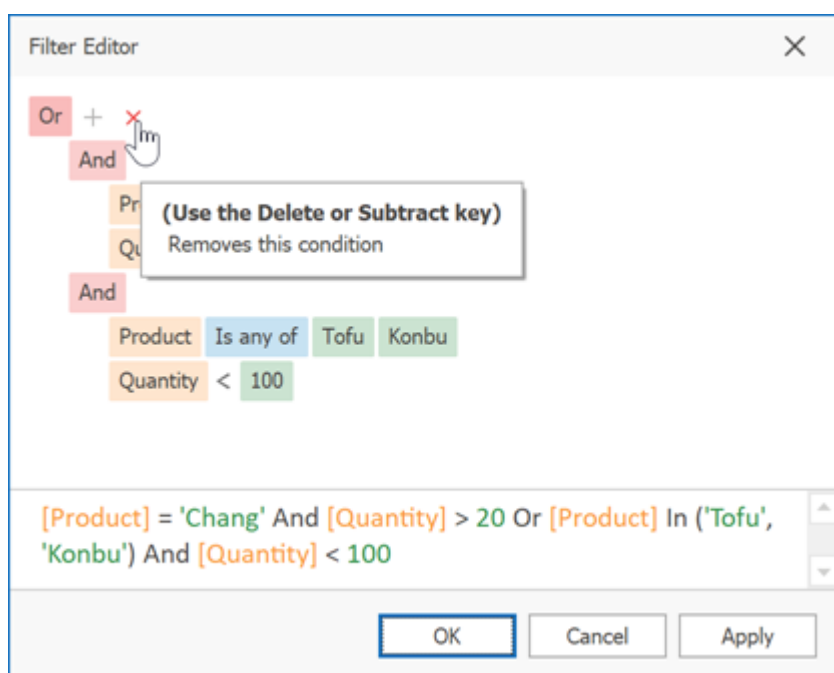 Filter Editor
Or
And
Pr
(Use the Delete or Subtract key)
Qu
Removes this condition
And
Product Is any of Tofu Konbu
Quantity < 100
[Product] = 'Chang' And [Quantity] > 20 Or [Product] In ('Tofu',
'Konbu') And [Quantity] < 100
OK Cancel Apply